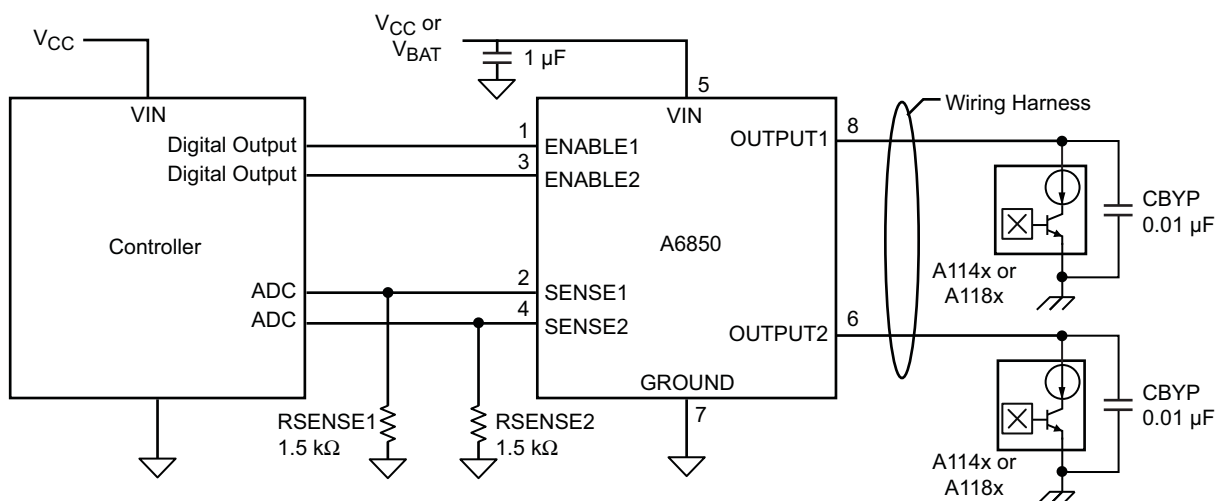 VCC
VCC or
VBAT
1 µF
5
VIN
Digital Output
Digital Output
Controller
ADC
ADC
1
3
2
4
VIN
ENABLE1
ENABLE2
A6850
SENSE1
SENSE2
OUTPUT1
OUTPUT2
GROUND
8
6
7
Wiring Harness
CBYP
0.01 µF
A114x or
A118x
CBYP
0.01 µF
A114x or
A118x
RSENSE1
1.5 kΩ
RSENSE2
1.5 kΩ